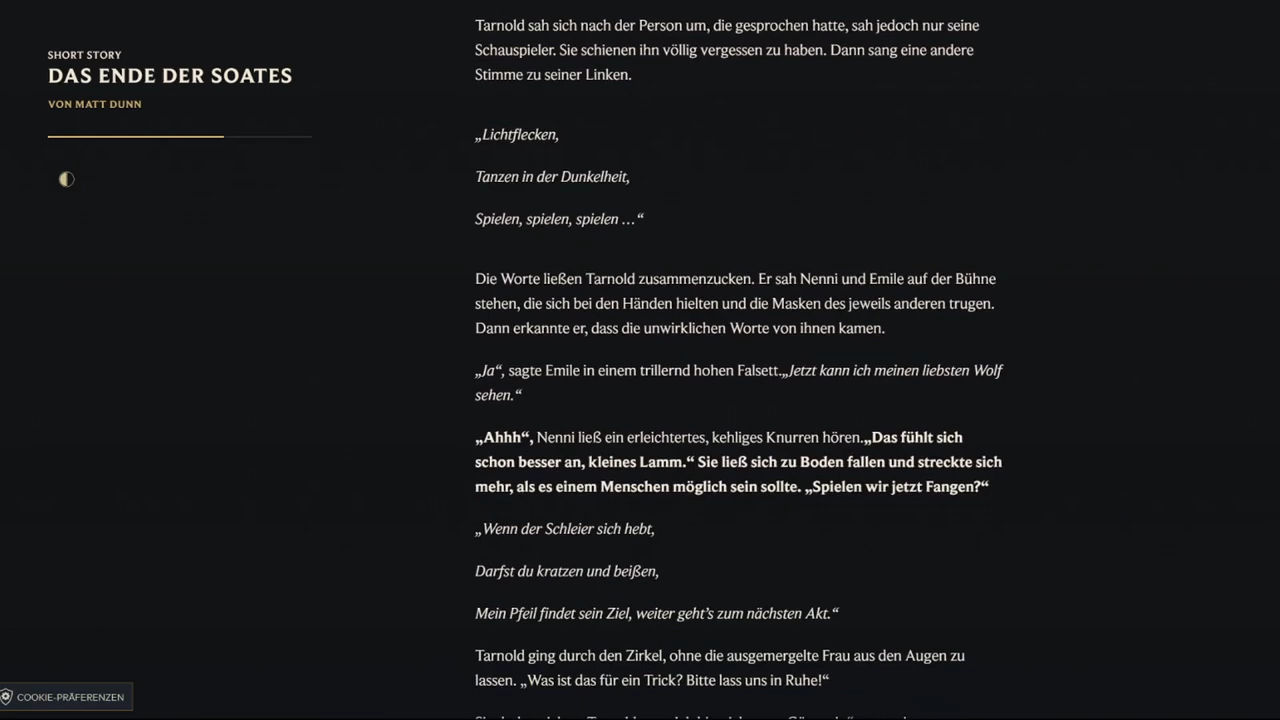 SHORT STORY
DAS ENDE DER SOATES
VON MATT DUNN
Tarnold sah sich nach der Person um, die gesprochen hatte, sah jedoch nur seine
Schauspieler. Sie schienen ihn völlig vergessen zu haben. Dann sang eine andere
Stimme zu seiner Linken.
„Lichtflecken,
Tanzen in der Dunkelheit,
Spielen, spielen, spielen …“
Die Worte ließen Tarnold zusammenzucken. Er sah Nenni und Emile auf der Bühne
stehen, die sich bei den Händen hielten und die Masken des jeweils anderen trugen.
Dann erkannte er, dass die unwirklichen Worte von ihnen kamen.
„Ja“, sagte Emile in einem trillernd hohen Falsett.„Jetzt kann ich meinen liebsten Wolf
sehen.“
„Ahhh“, Nenni ließ ein erleichtertes, kehliges Knurren hören.„Das fühlt sich
schon besser an, kleines Lamm.“ Sie ließ sich zu Boden fallen und streckte sich
mehr, als es einem Menschen möglich sein sollte. „Spielen wir jetzt Fangen?“
„Wenn der Schleier sich hebt,
Darfst du kratzen und beißen,
Mein Pfeil findet sein Ziel, weiter geht’s zum nächsten Akt.“
Tarnold ging durch den Zirkel, ohne die ausgemergelte Frau aus den Augen zu
lassen. „Was ist das für ein Trick? Bitte lass uns in Ruhe!“
COOKIE-PRÄFERENZEN